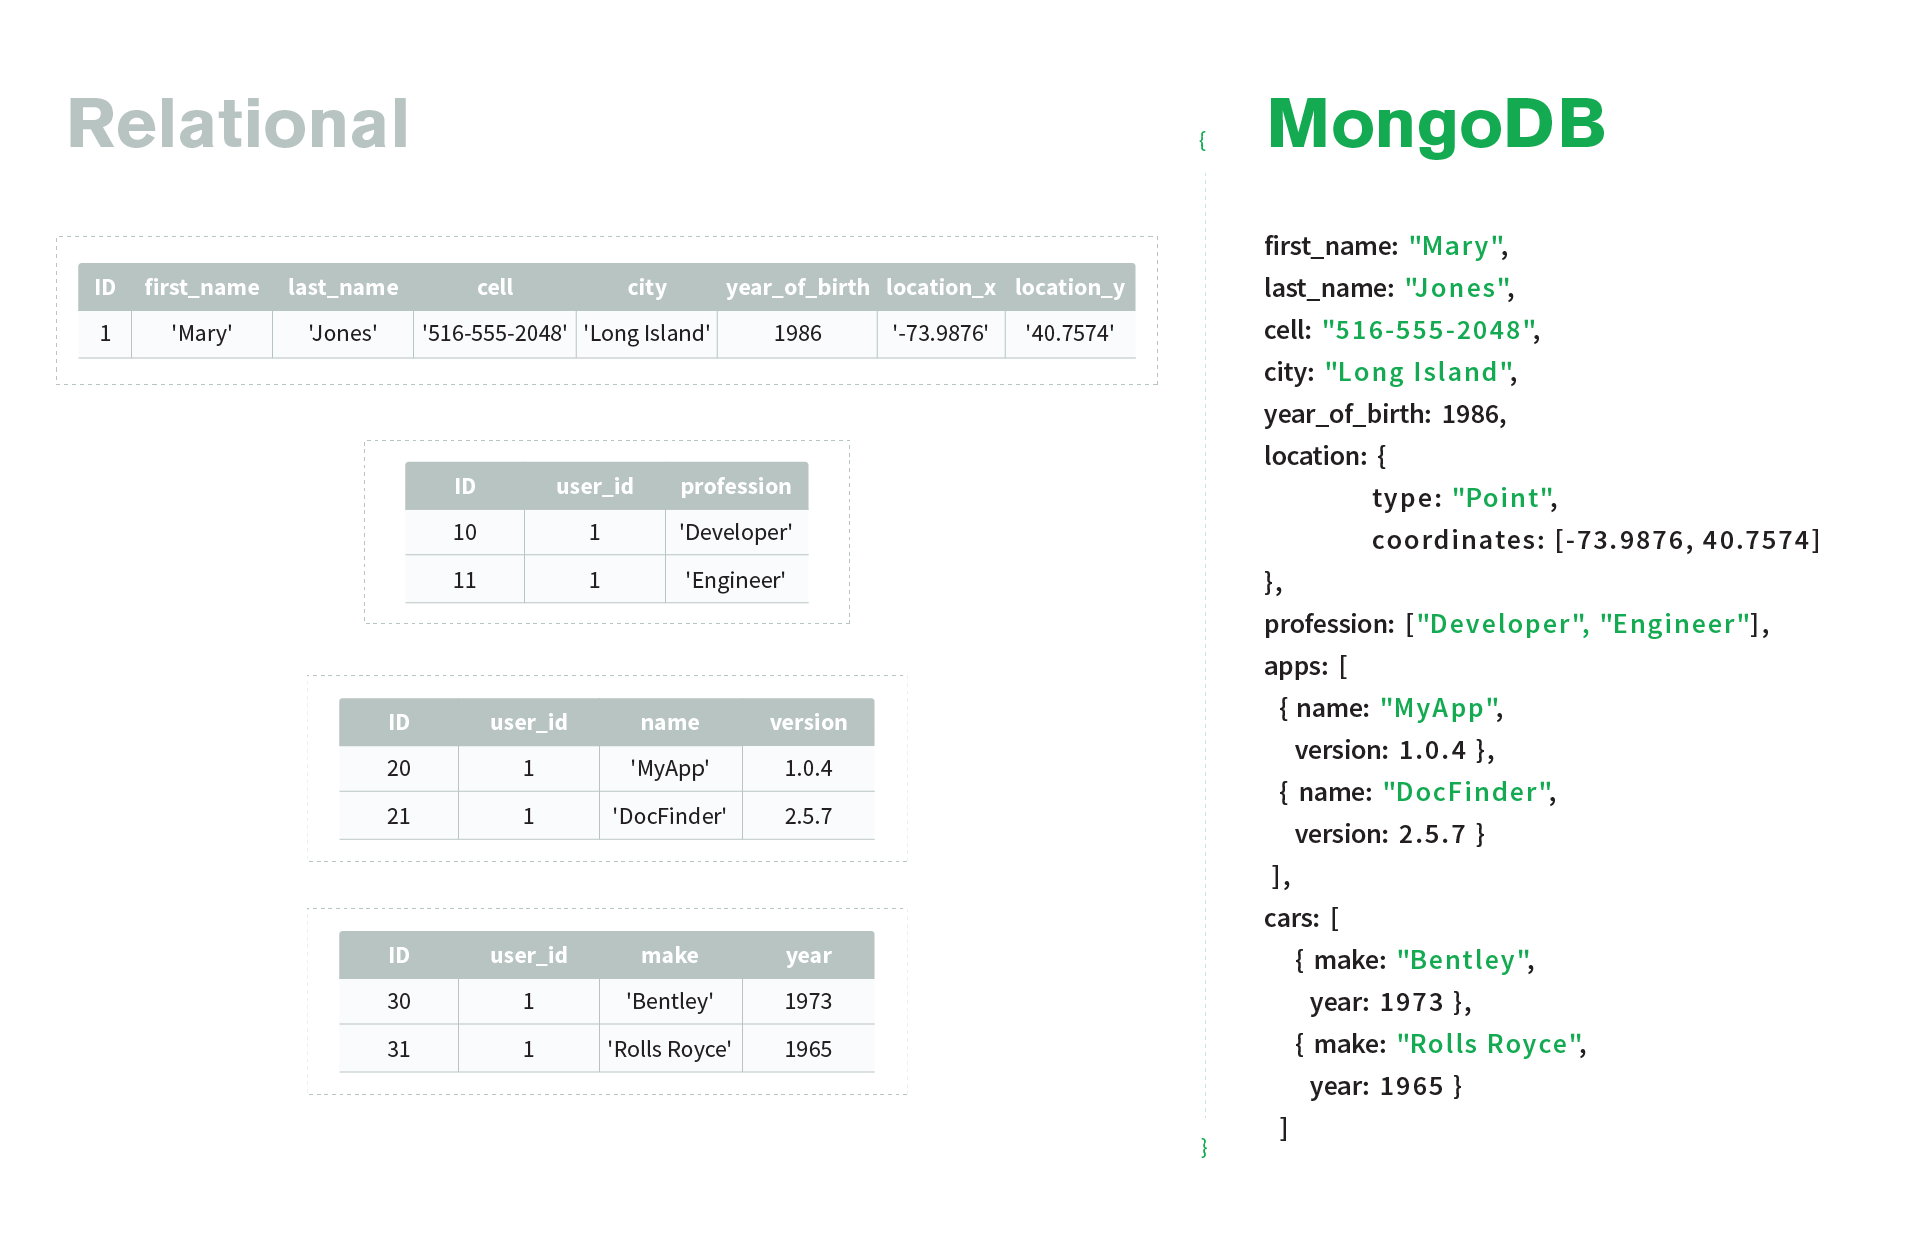 Relational
ID first_name last_name cell city year_of_birth location_x location_y
1 'Mary' 'Jones' '516-555-2048' 'Long Island' 1986 '-73.9876' '40.7574'
ID user_id profession
10 1 'Developer'
11 1 'Engineer'
ID user_id name version
20 1 'MyApp' 1.0.4
21 1 'DocFinder' 2.5.7
ID user_id make year
30 1 'Bentley' 1973
31 1 'Rolls Royce' 1965
{
MongoDB
first_name: "Mary",
last_name: "Jones",
cell: "516-555-2048",
city: "Long Island",
year_of_birth: 1986,
location: {
type: "Point",
coordinates: [-73.9876, 40.7574]
},
profession: ["Developer", "Engineer"],
apps: [
{ name: "MyApp",
version: 1.0.4 },
{ name: "DocFinder",
version: 2.5.7 }
],
cars: [
{ make: "Bentley",
year: 1973 },
{ make: "Rolls Royce",
year: 1965 }
]
}